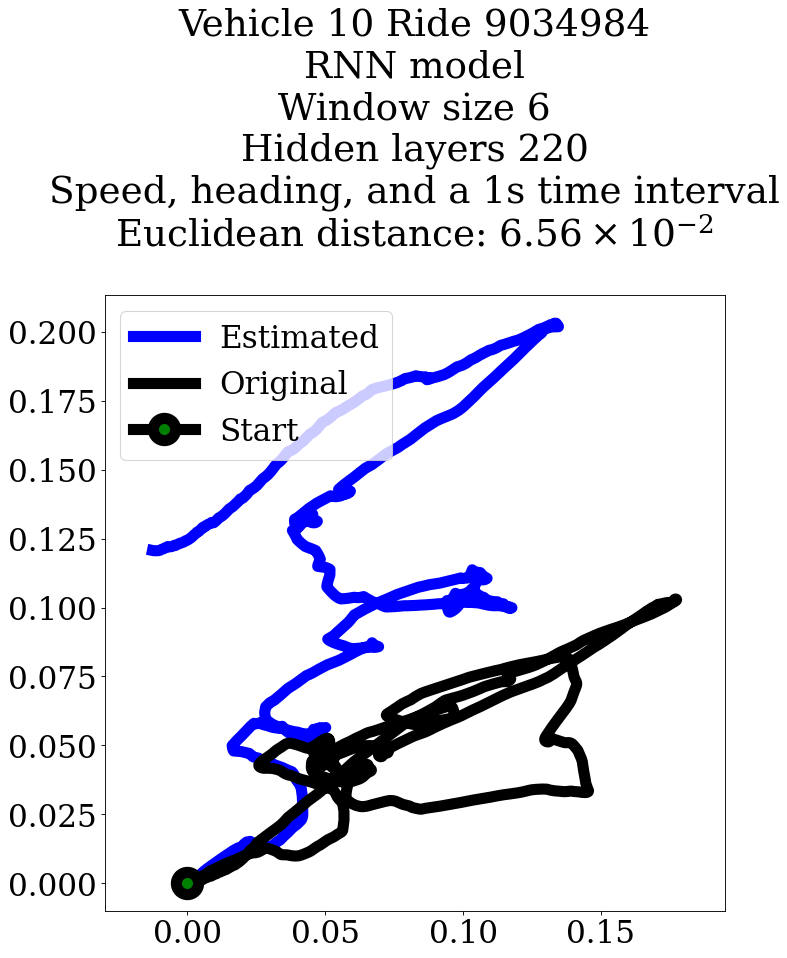 Vehicle 10 Ride 9034984
RNN model
Window size 6
Hidden layers 220
Speed, heading, and a 1s time interval
Euclidean distance: 6.56 × 10⁻²
Estimated
Original
Start
0.200
0.175
0.150
0.125
0.100
0.075
0.050
0.025
0.000
0.00 0.05 0.10 0.15